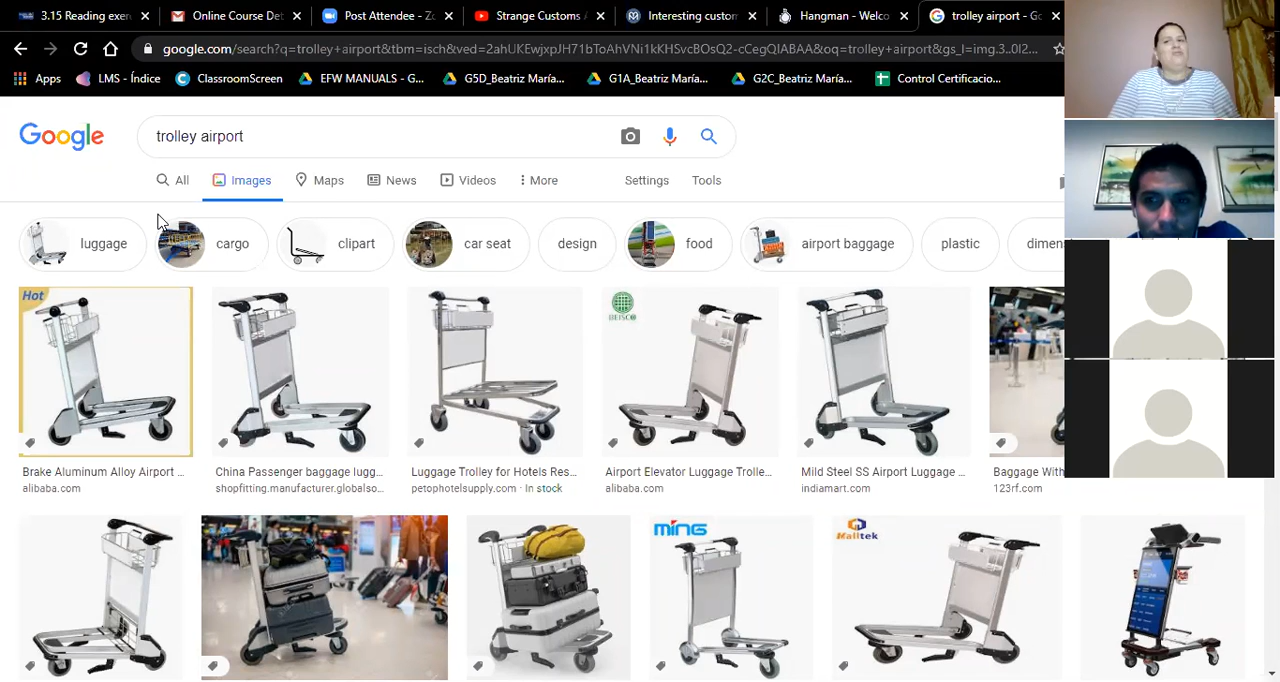 3.15 Reading exer
Online Course Det
Post Attendee - Zo
Strange Customs
Interesting custom
Hangman - Welco
trolley airport - Go
google.com/search?q=trolley+airport&tbm=isch&ved=2ahUKEwjxpJH71bToAhVNi1kKHSvcBOsQ2-cCegQIABAA&oq=trolley+airport&gs_l=img.3..0l2...
Apps
LMS - Índice
ClassroomScreen
EFW MANUALS - G...
G5D_Beatriz María...
G1A_Beatriz María...
G2C_Beatriz María...
Control Certificacio...
Google
trolley airport
All
Images
Maps
News
Videos
More
Settings
Tools
luggage
cargo
clipart
car seat
design
food
airport baggage
plastic
dimen
Hot
Brake Aluminum Alloy Airport ...
alibaba.com
China Passenger baggage lugg...
shopfitting.manufacturer.globalso...
Luggage Trolley for Hotels Res...
petophotelsupply.com · In stock
Airport Elevator Luggage Trolle...
alibaba.com
Mild Steel SS Airport Luggage ...
indiamart.com
Baggage With
123rf.com
ming
Malltek